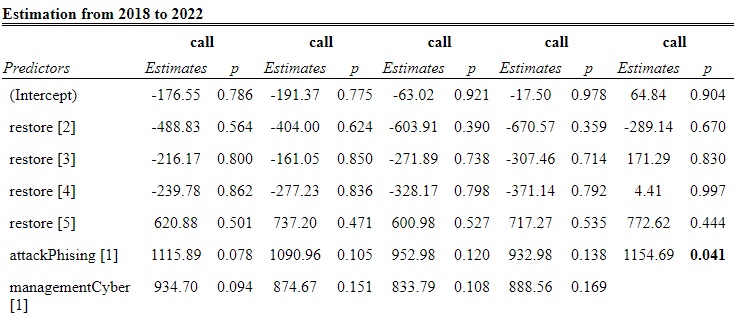 Estimation from 2018 to 2022
call call call call call
Predictors Estimates p Estimates p Estimates p Estimates p Estimates p
(Intercept) -176.55 0.786 -191.37 0.775 -63.02 0.921 -17.50 0.978 64.84 0.904
restore [2] -488.83 0.564 -404.00 0.624 -603.91 0.390 -670.57 0.359 -289.14 0.670
restore [3] -216.17 0.800 -161.05 0.850 -271.89 0.738 -307.46 0.714 171.29 0.830
restore [4] -239.78 0.862 -277.23 0.836 -328.17 0.798 -371.14 0.792 4.41 0.997
restore [5] 620.88 0.501 737.20 0.471 600.98 0.527 717.27 0.535 772.62 0.444
attackPhising [1] 1115.89 0.078 1090.96 0.105 952.98 0.120 932.98 0.138 1154.69 0.041
managementCyber 934.70 0.094 874.67 0.151 833.79 0.108 888.56 0.169
[1]